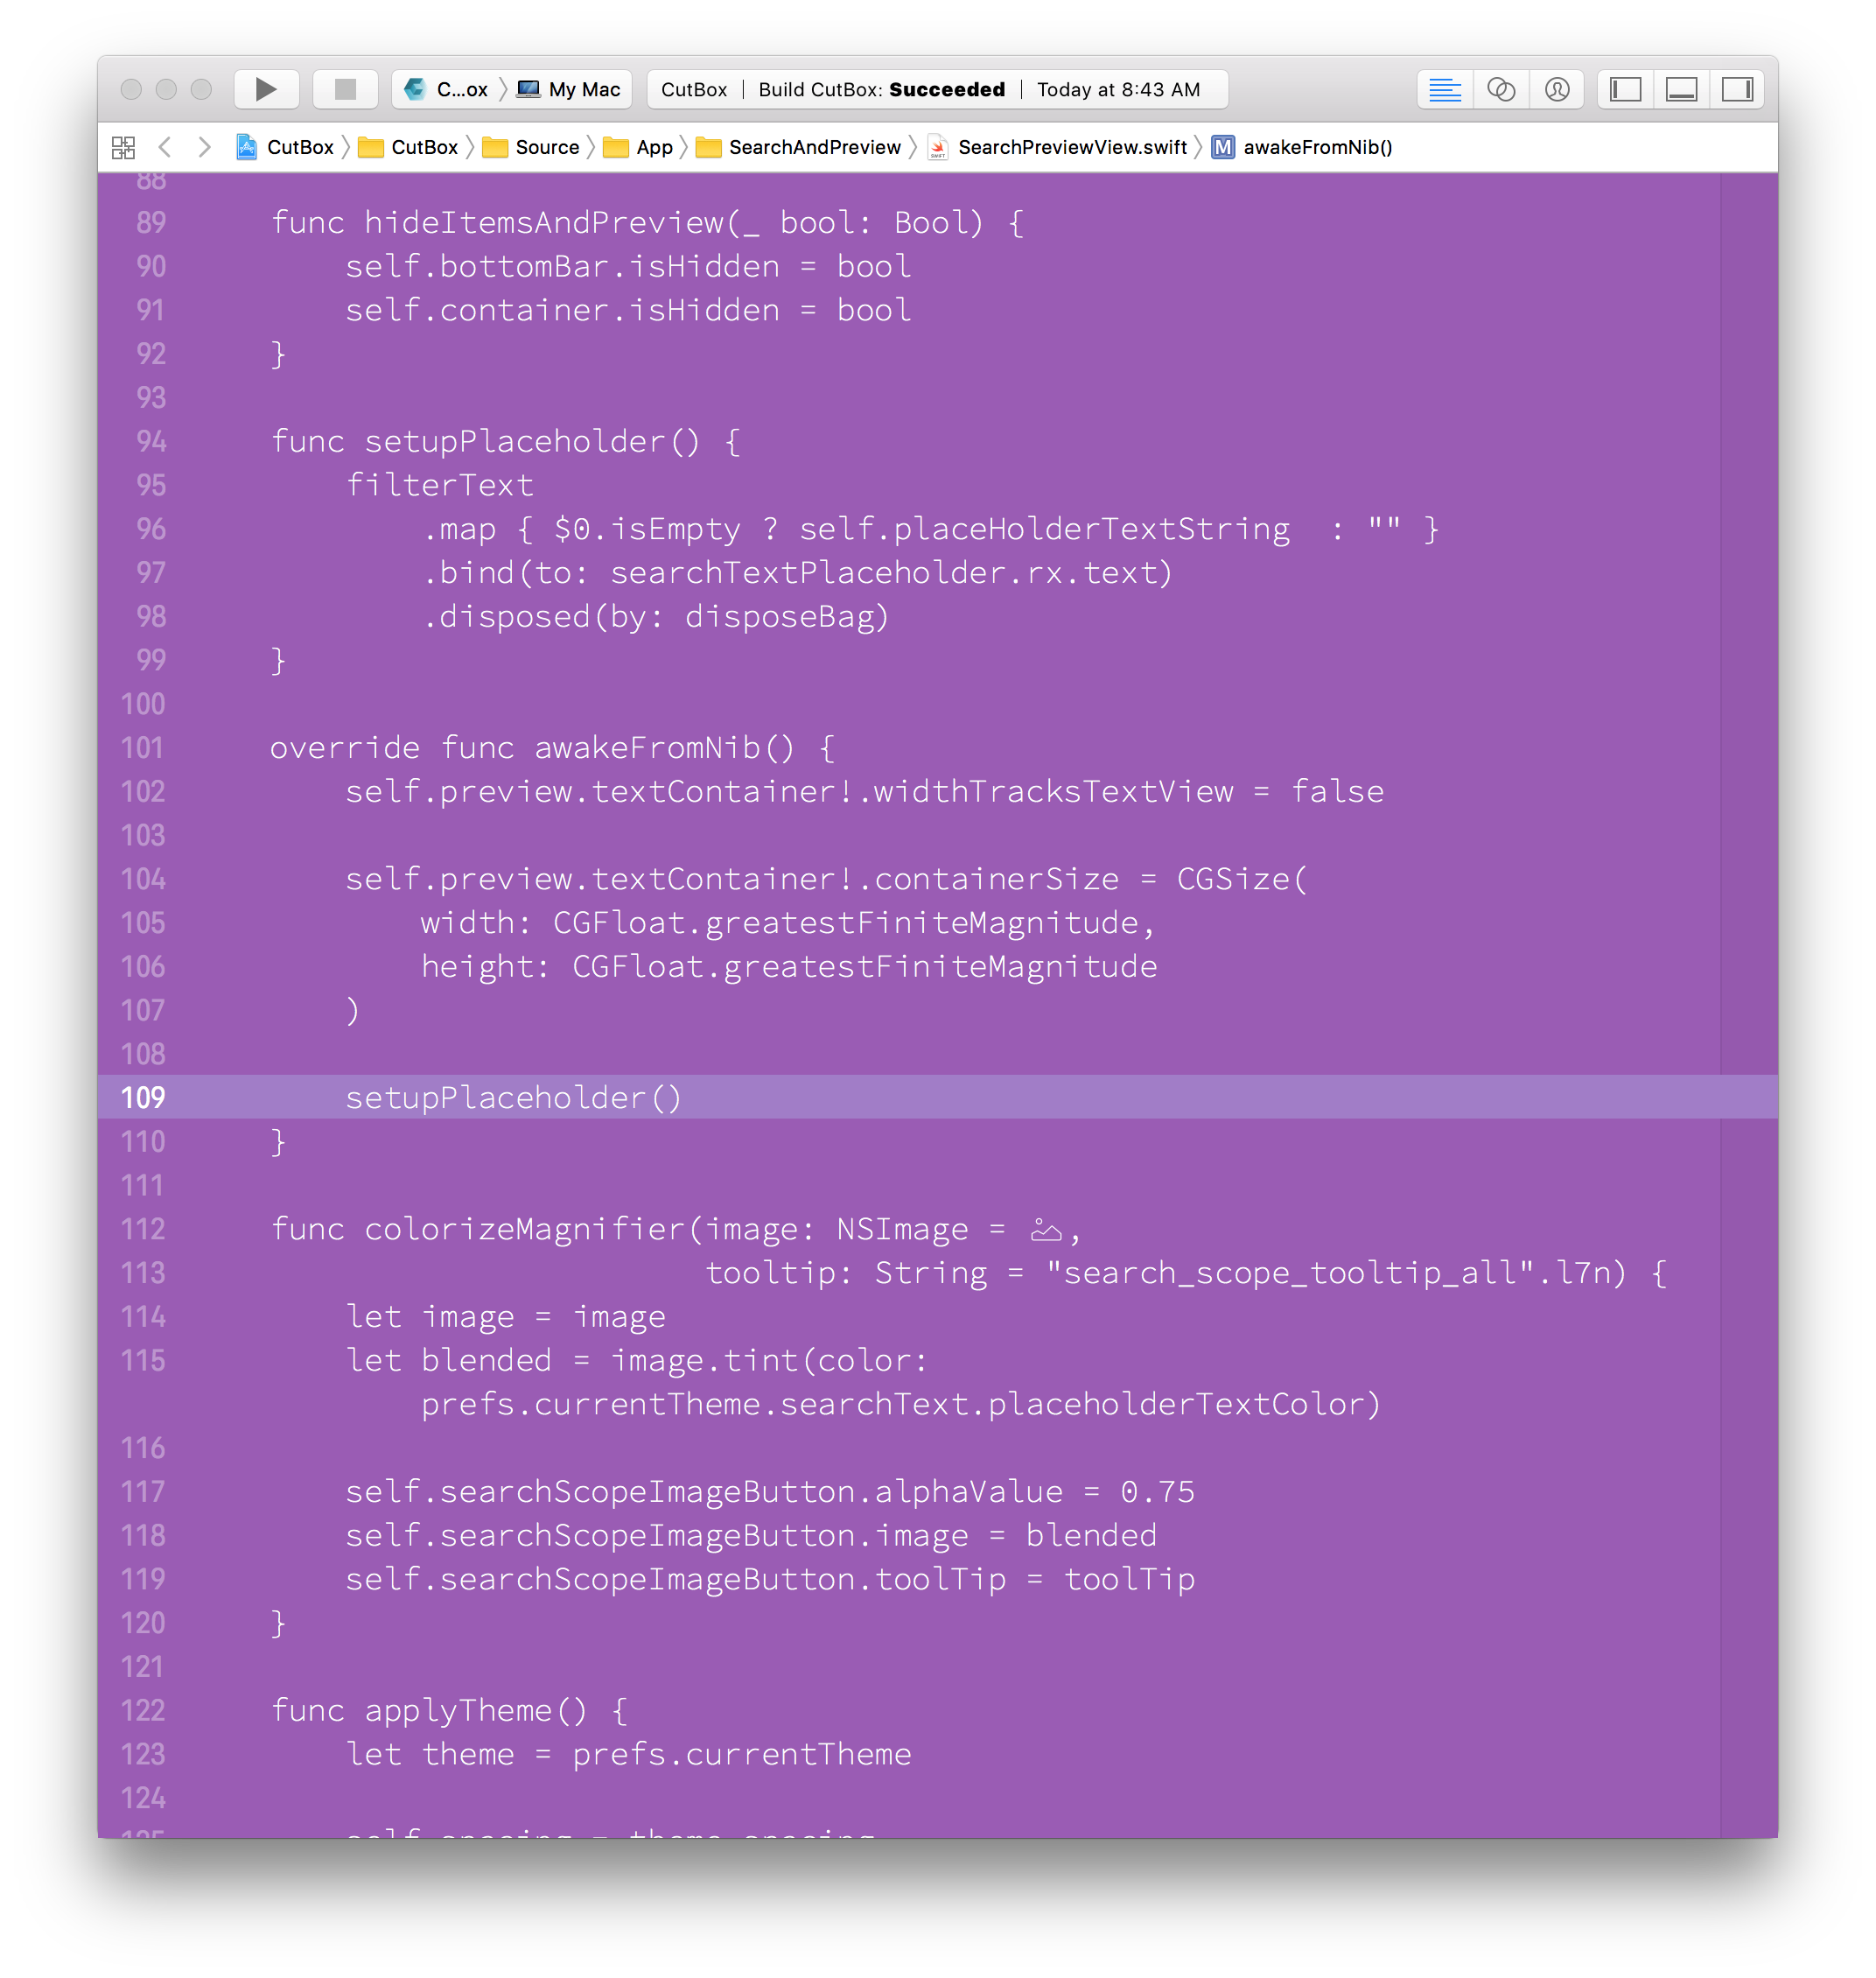 C...ox My Mac CutBox Build CutBox: Succeeded Today at 8:43 AM
CutBox CutBox Source App SearchAndPreview SearchPreviewView.swift M awakeFromNib()
88
89 func hideItemsAndPreview(_ bool: Bool) {
90 self.bottomBar.isHidden = bool
91 self.container.isHidden = bool
92 }
93
94 func setupPlaceholder() {
95 filterText
96 .map { $0.isEmpty ? self.placeHolderTextString  : "" }
97 .bind(to: searchTextPlaceholder.rx.text)
98 .disposed(by: disposeBag)
99 }
100
101 override func awakeFromNib() {
102 self.preview.textContainer!.widthTracksTextView = false
103
104 self.preview.textContainer!.containerSize = CGSize(
105 width: CGFloat.greatestFiniteMagnitude,
106 height: CGFloat.greatestFiniteMagnitude
107 )
108
109 setupPlaceholder()
110 }
111
112 func colorizeMagnifier(image: NSImage = ,
113 tooltip: String = "search_scope_tooltip_all".l7n) {
114 let image = image
115 let blended = image.tint(color:
prefs.currentTheme.searchText.placeholderTextColor)
116
117 self.searchScopeImageButton.alphaValue = 0.75
118 self.searchScopeImageButton.image = blended
119 self.searchScopeImageButton.toolTip = toolTip
120 }
121
122 func applyTheme() {
123 let theme = prefs.currentTheme
124
125 self.spacing = theme.spacing